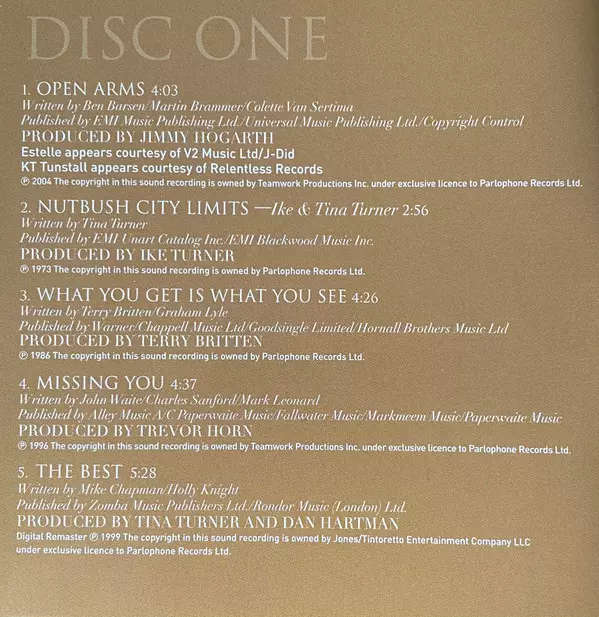 DISC ONE
1. OPEN ARMS 4:03
Written by Ben Barsen/Martin Brammer/Colette Van Sertima
Published by EMI Music Publishing Ltd./Universal Music Publishing Ltd./Copyright Control
PRODUCED BY JIMMY HOGARTH
Estelle appears courtesy of V2 Music Ltd/J-Did
KT Tunstall appears courtesy of Relentless Records
℗ 2004 The copyright in this sound recording is owned by Teamwork Productions Inc. under exclusive licence to Parlophone Records Ltd.
2. NUTBUSH CITY LIMITS —Ike & Tina Turner 2:56
Written by Tina Turner
Published by EMI Unart Catalog Inc./EMI Blackwood Music Inc.
PRODUCED BY IKE TURNER
℗ 1973 The copyright in this sound recording is owned by Parlophone Records Ltd.
3. WHAT YOU GET IS WHAT YOU SEE 4:26
Written by Terry Britten/Graham Lyle
Published by Warner/Chappell Music Ltd/Goodsingle Limited/Hornall Brothers Music Ltd
PRODUCED BY TERRY BRITTEN
℗ 1986 The copyright in this sound recording is owned by Parlophone Records Ltd.
4. MISSING YOU 4:37
Written by John Waite/Charles Sanford/Mark Leonard
Published by Alley Music A/C Paperwaite Music/Fallwater Music/Markmeem Music/Paperwaite Music
PRODUCED BY TREVOR HORN
℗ 1996 The copyright in this sound recording is owned by Teamwork Productions Inc. under exclusive licence to Parlophone Records Ltd.
5. THE BEST 5:28
Written by Mike Chapman/Holly Knight
Published by Zomba Music Publishers Ltd./Rondor Music (London) Ltd.
PRODUCED BY TINA TURNER AND DAN HARTMAN
Digital Remaster ℗ 1999 The copyright in this sound recording is owned by Jones/Tintoretto Entertainment Company LLC
under exclusive licence to Parlophone Records Ltd.